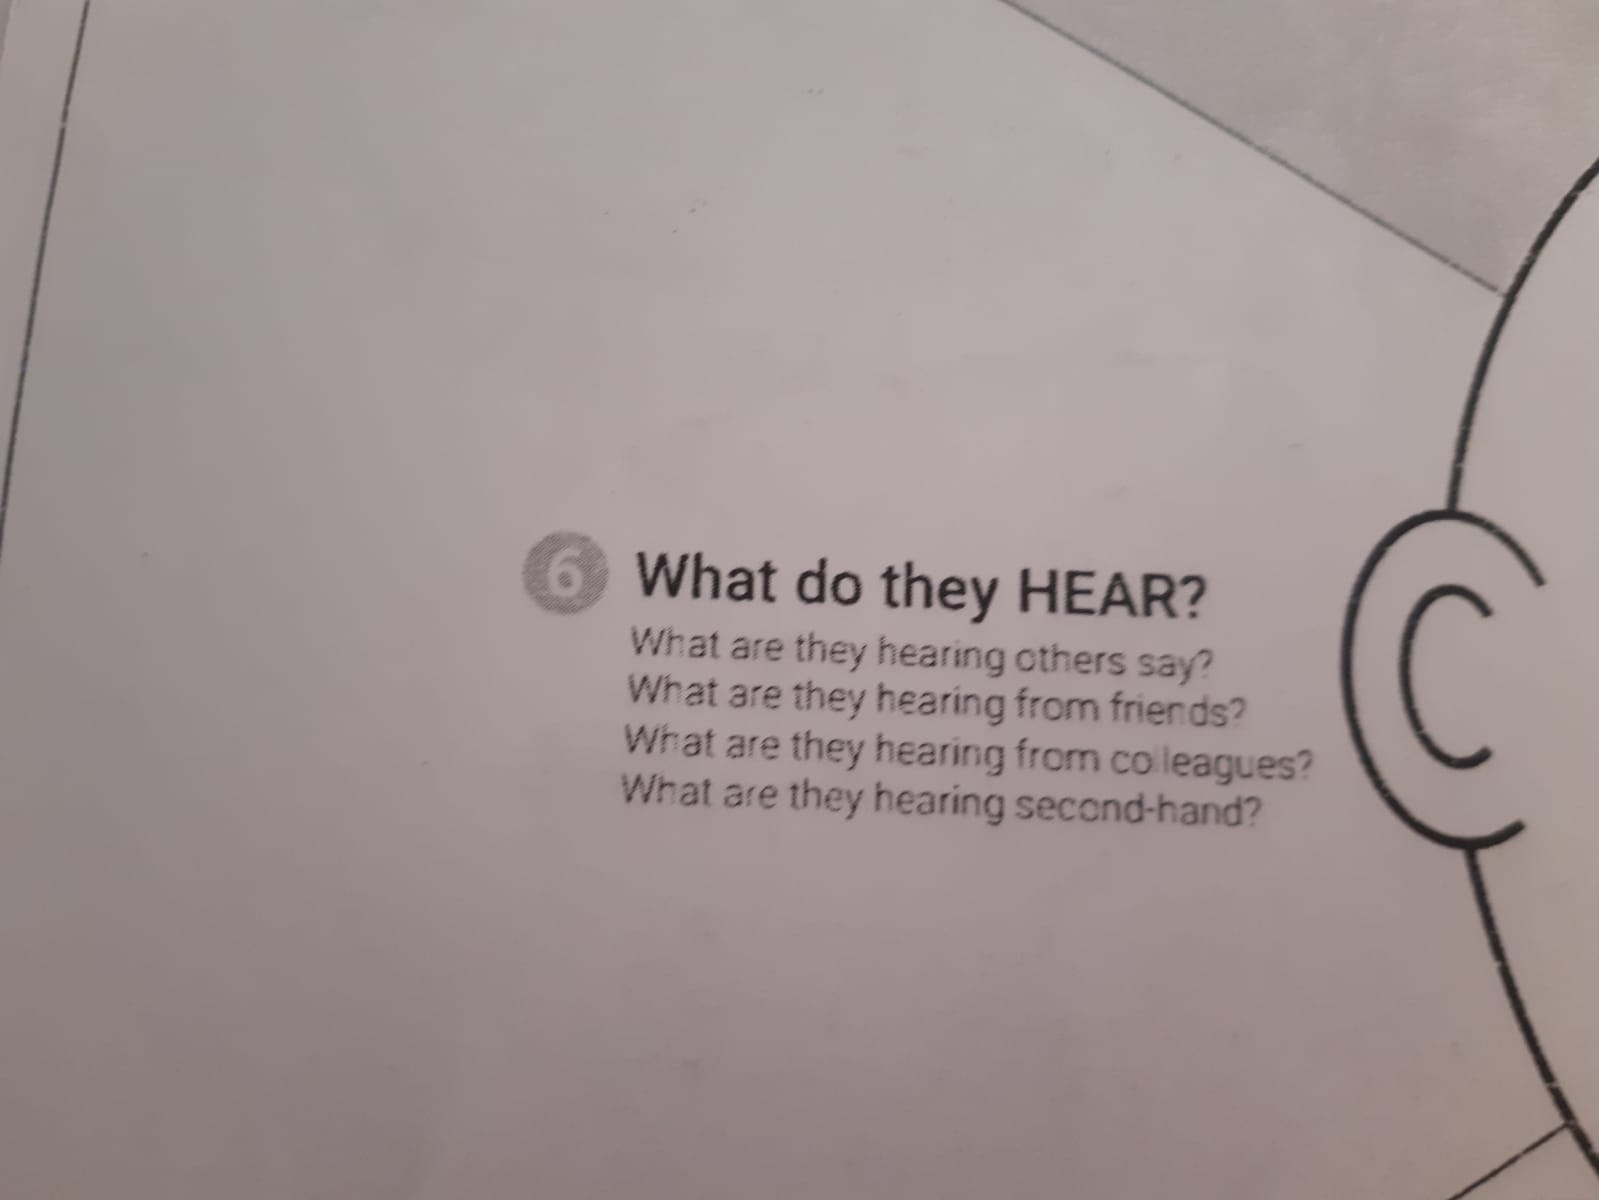 6 What do they HEAR?
What are they hearing others say?
What are they hearing from friends?
What are they hearing from colleagues?
What are they hearing second-hand?